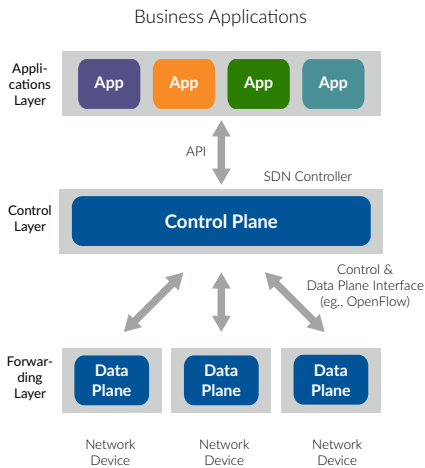 Business Applications
Appli-
cations
Layer
App App App App
API
SDN Controller
Control
Layer
Control Plane
Control &
Data Plane Interface
(eg., OpenFlow)
Forwar-
ding
Layer
Data
Plane
Data
Plane
Data
Plane
Network
Device
Network
Device
Network
Device